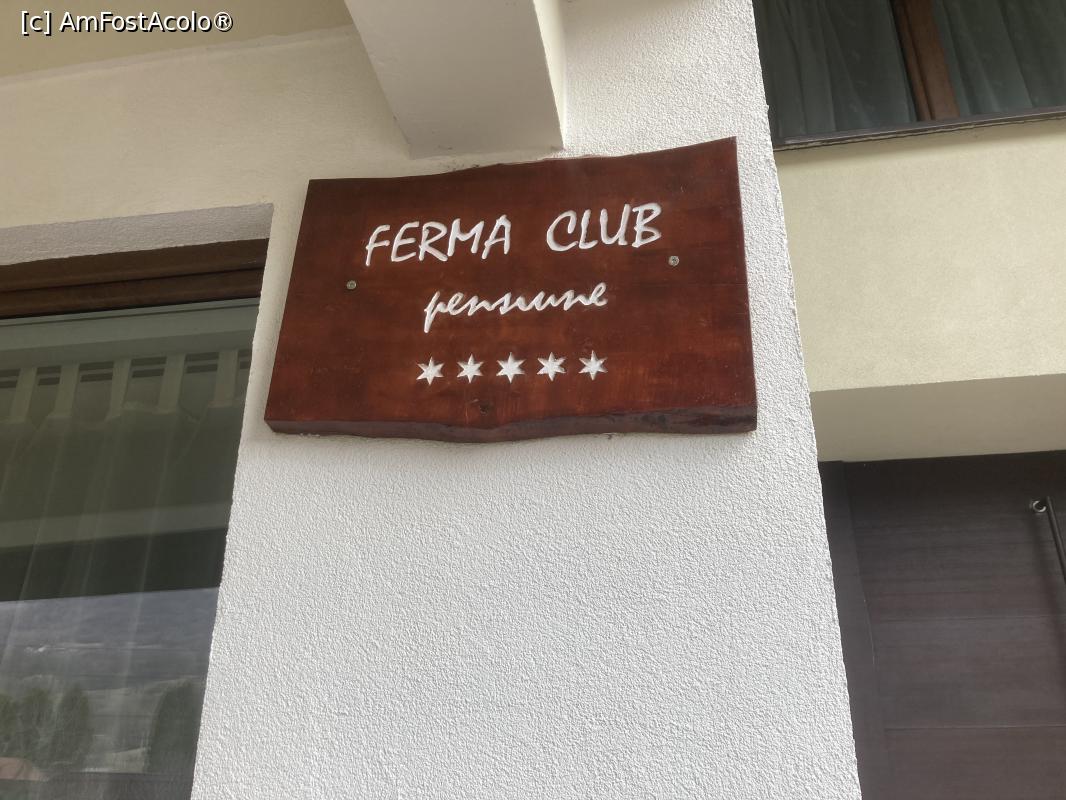 [c] AmFostAcolo®
FERMA CLUB
pensiune